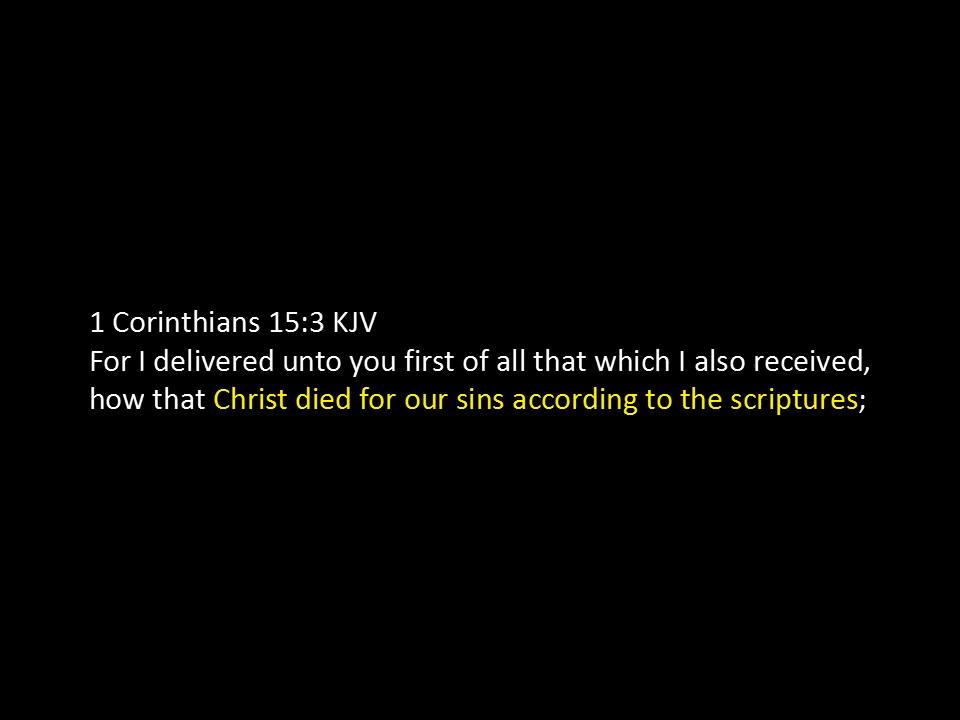 1 Corinthians 15:3 KJV
For I delivered unto you first of all that which I also received,
how that Christ died for our sins according to the scriptures;